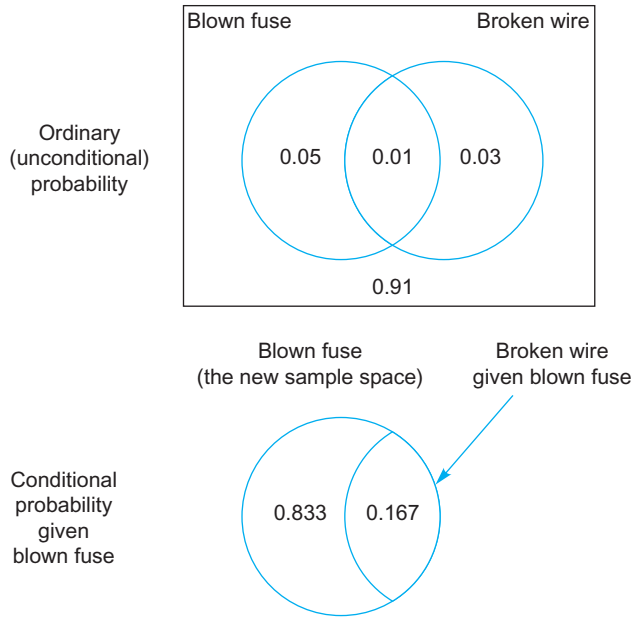 Blown fuse
Broken wire
Ordinary
(unconditional)
probability
0.05
0.01
0.03
0.91
Blown fuse
(the new sample space)
Broken wire
given blown fuse
Conditional
probability
given
blown fuse
0.833
0.167